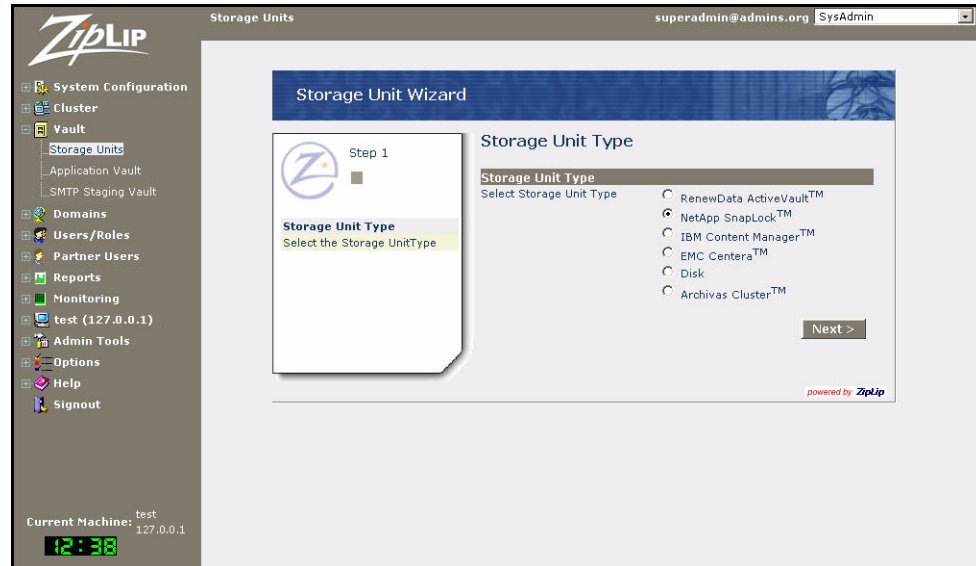 ZipLip
Storage Units
superadmin@admins.org
SysAdmin
System Configuration
Cluster
Vault
Storage Units
Application Vault
SMTP Staging Vault
Domains
Users/Roles
Partner Users
Reports
Monitoring
test (127.0.0.1)
Admin Tools
Options
Help
Signout
Current Machine: test
127.0.0.1
12:38
Storage Unit Wizard
Step 1
Storage Unit Type
Select the Storage UnitType
Storage Unit Type
Storage Unit Type
Select Storage Unit Type
RenewData ActiveVault™
NetApp SnapLock™
IBM Content Manager™
EMC Centera™
Disk
Archivas Cluster™
Next >
powered by ZipLip